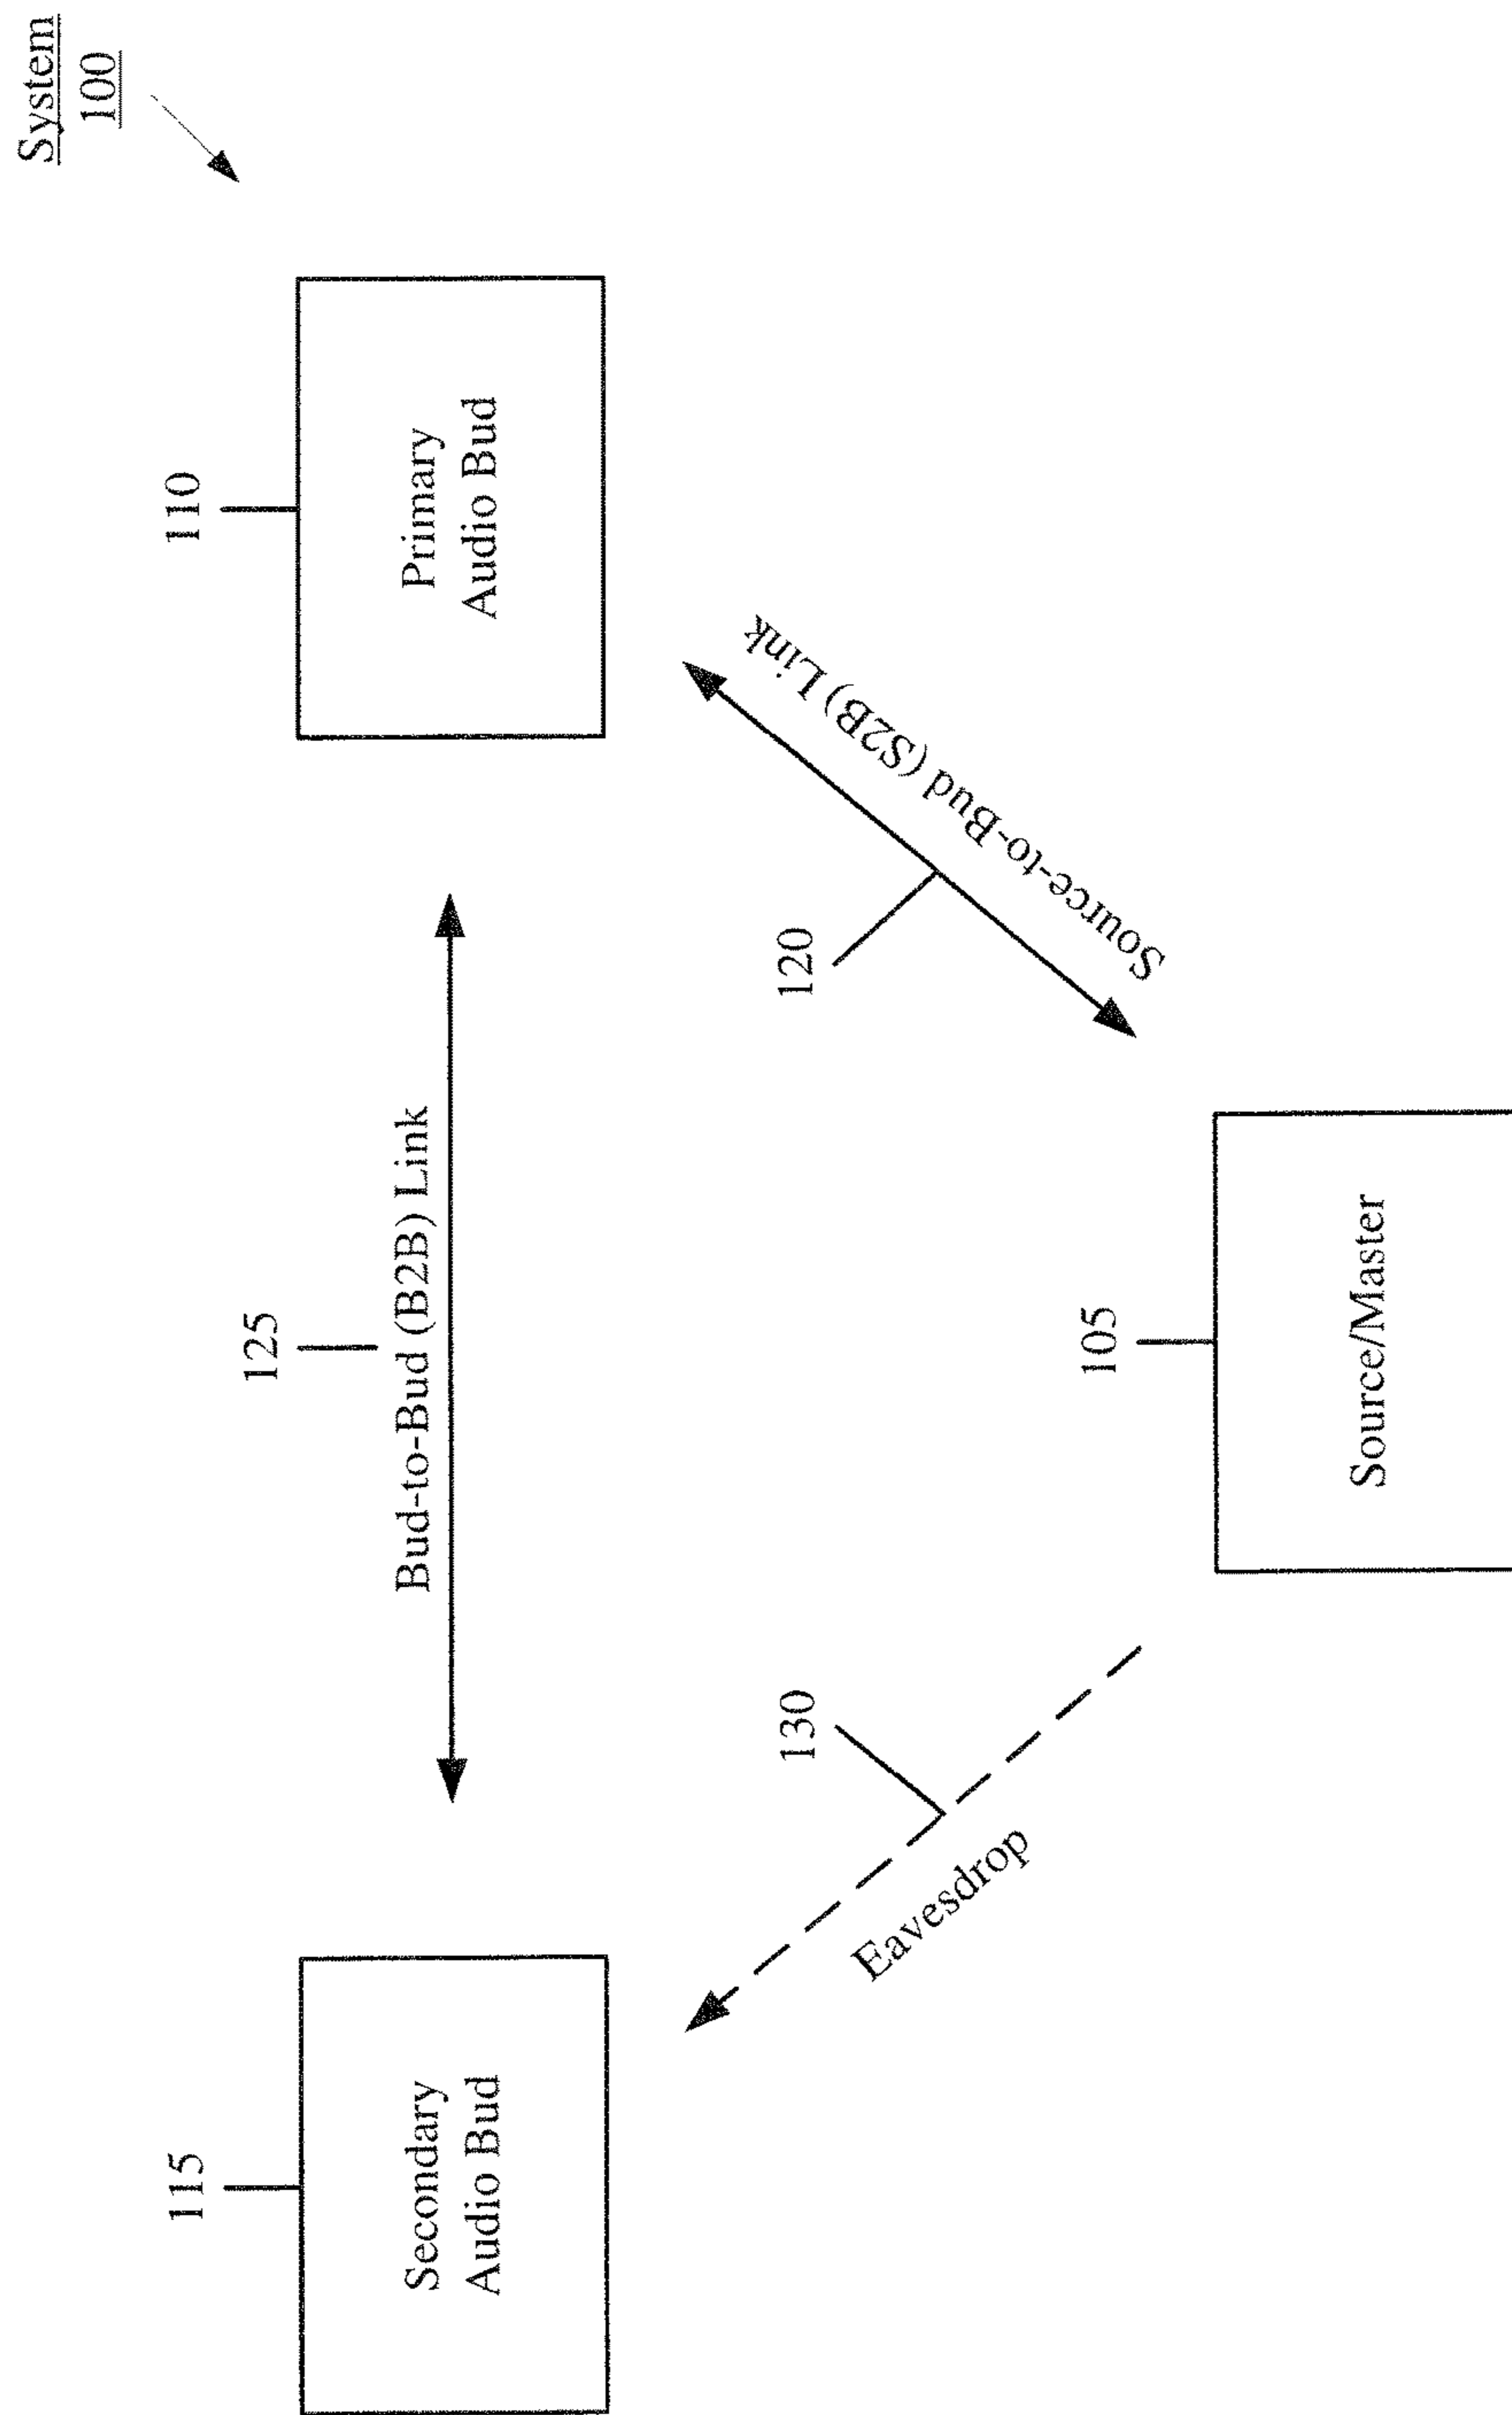 System
100
115
Secondary
Audio Bud
125
Bud-to-Bud (B2B) Link
110
Primary
Audio Bud
130
Eavesdrop
120
Source-to-Bud (S2B) Link
105
Source/Master